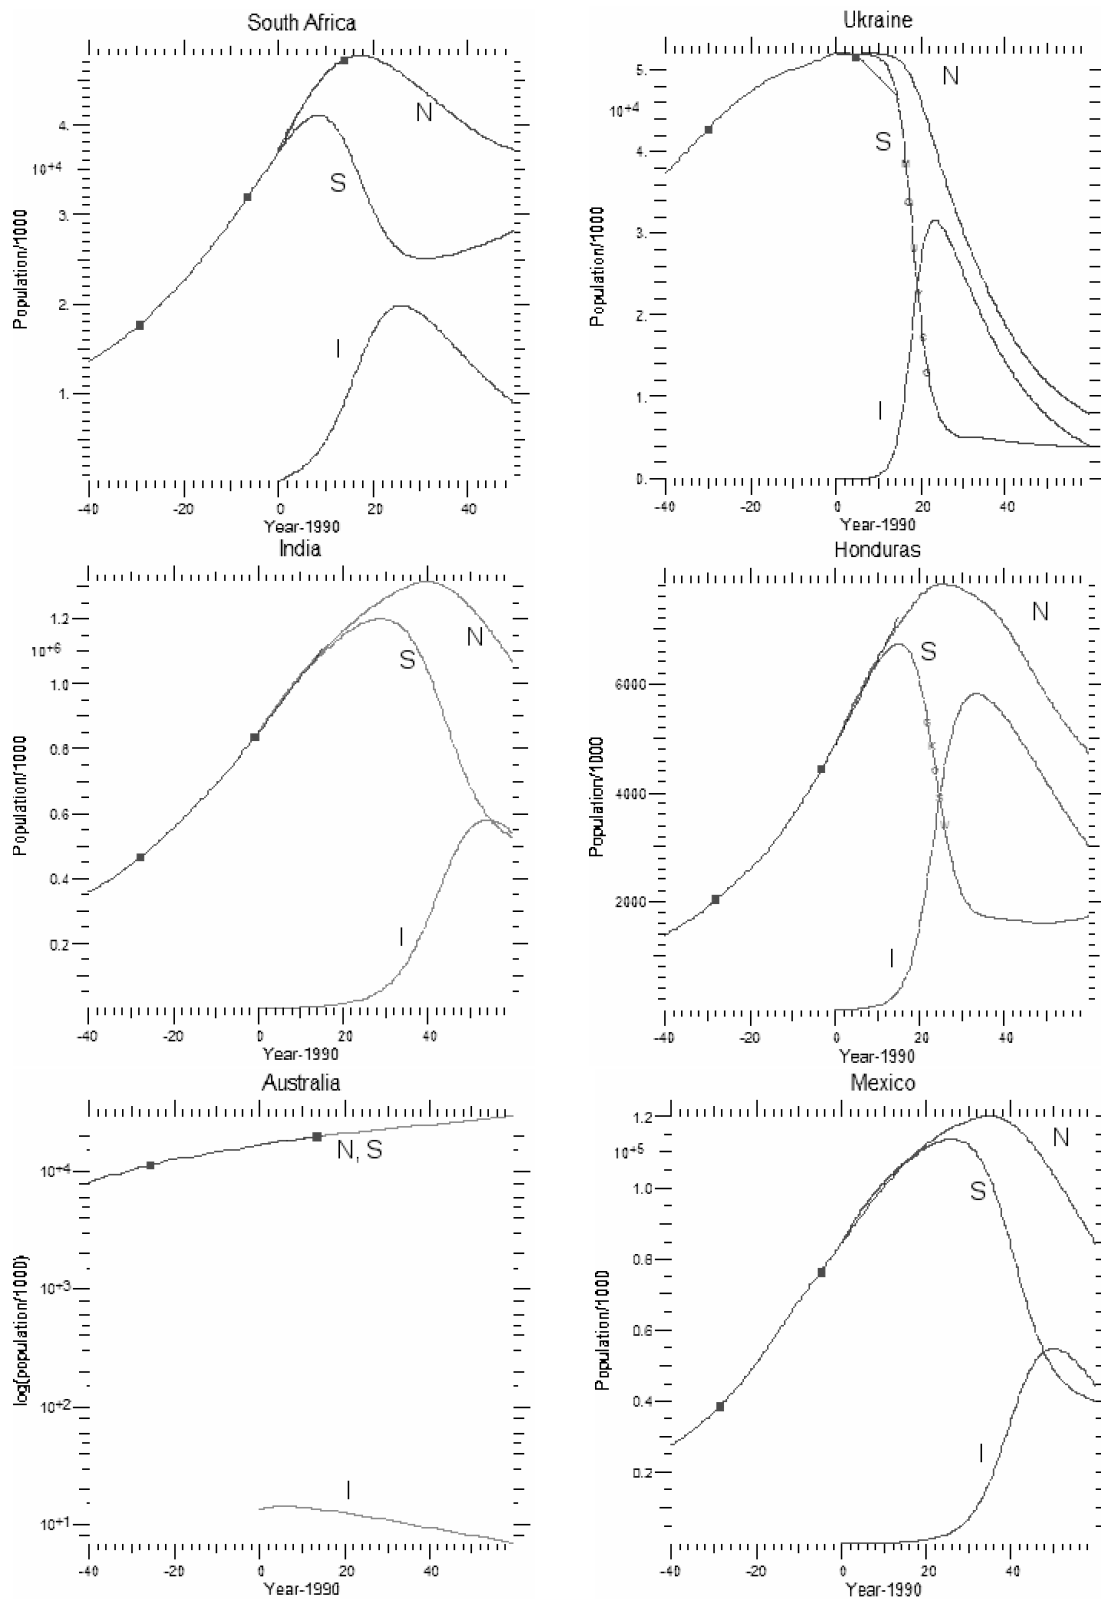 South Africa
Population/1000
4.
10+4
3.
2.
1.
N
S
I
-40 -20 0 20 40
Year-1990
Ukraine
Population/1000
5.
10+4
4.
3.
2.
1.
0.
N
S
I
-40 -20 0 20 40
Year-1990
India
Population/1000
1.2
10+6
1.0
0.8
0.6
0.4
0.2
N
S
I
-40 -20 0 20 40
Year-1990
Honduras
Population/1000
6000
4000
2000
N
S
I
-40 -20 0 20 40
Year-1990
Australia
log(population/1000)
10+4
10+3
10+2
10+1
N, S
I
-40 -20 0 20 40
Year-1990
Mexico
Population/1000
1.2
10+5
1.0
0.8
0.6
0.4
0.2
N
S
I
-40 -20 0 20 40
Year-1990